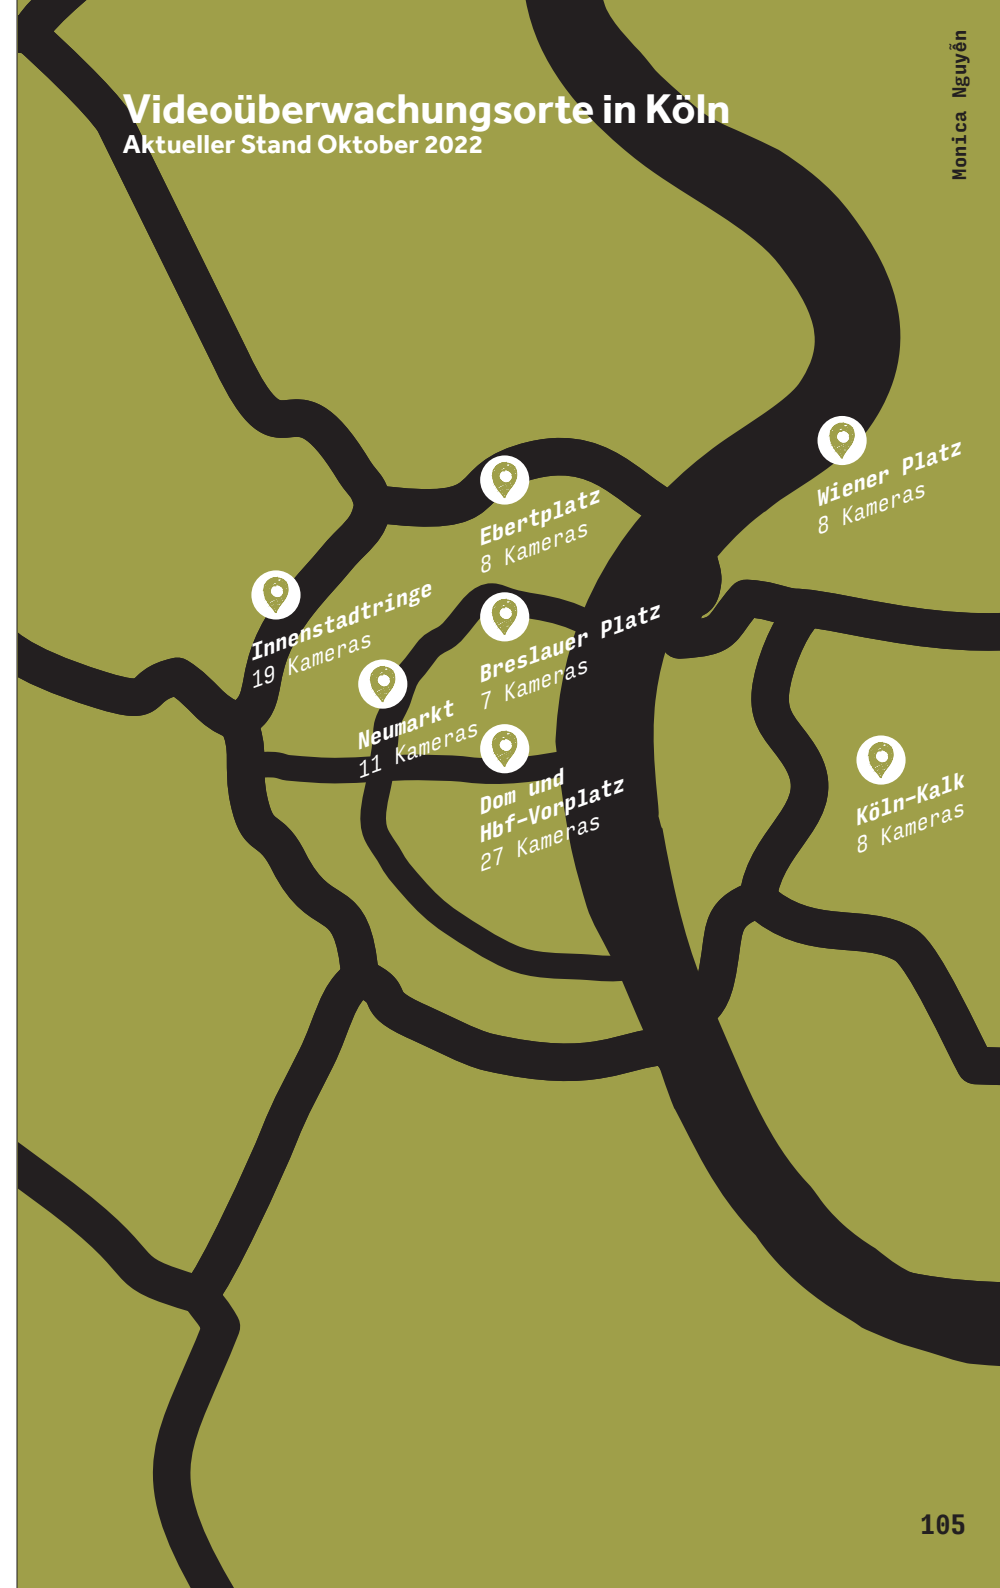 Videoüberwachungsorte in Köln
Aktueller Stand Oktober 2022
Monica Nguyễn
Wiener Platz
8 Kameras
Ebertplatz
8 Kameras
Innenstadtringe
19 Kameras
Breslauer Platz
7 Kameras
Neumarkt
11 Kameras
Dom und
Hbf-Vorplatz
27 Kameras
Köln-Kalk
8 Kameras
105